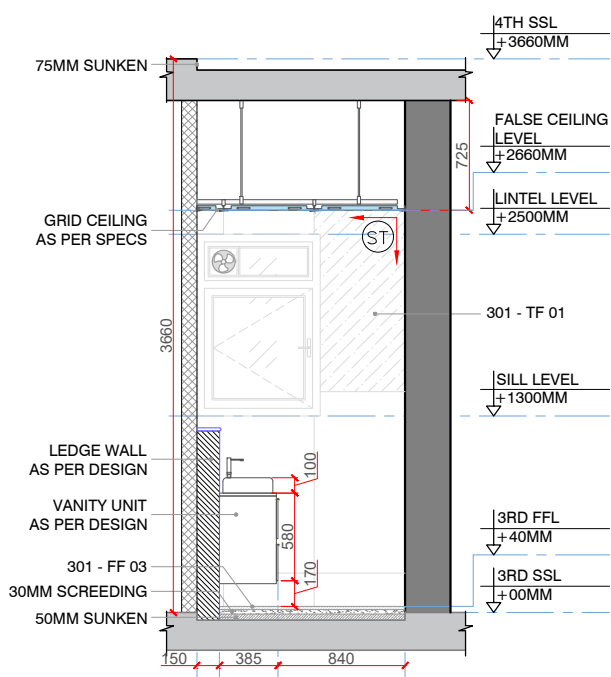 4TH SSL
+3660MM
75MM SUNKEN
FALSE CEILING
LEVEL
+2660MM
725
LINTEL LEVEL
+2500MM
GRID CEILING
AS PER SPECS
ST
301 - TF 01
3660
SILL LEVEL
+1300MM
LEDGE WALL
AS PER DESIGN
100
VANITY UNIT
AS PER DESIGN
580
3RD FFL
+40MM
301 - FF 03
170
30MM SCREEDING
3RD SSL
+00MM
50MM SUNKEN
150 385 840